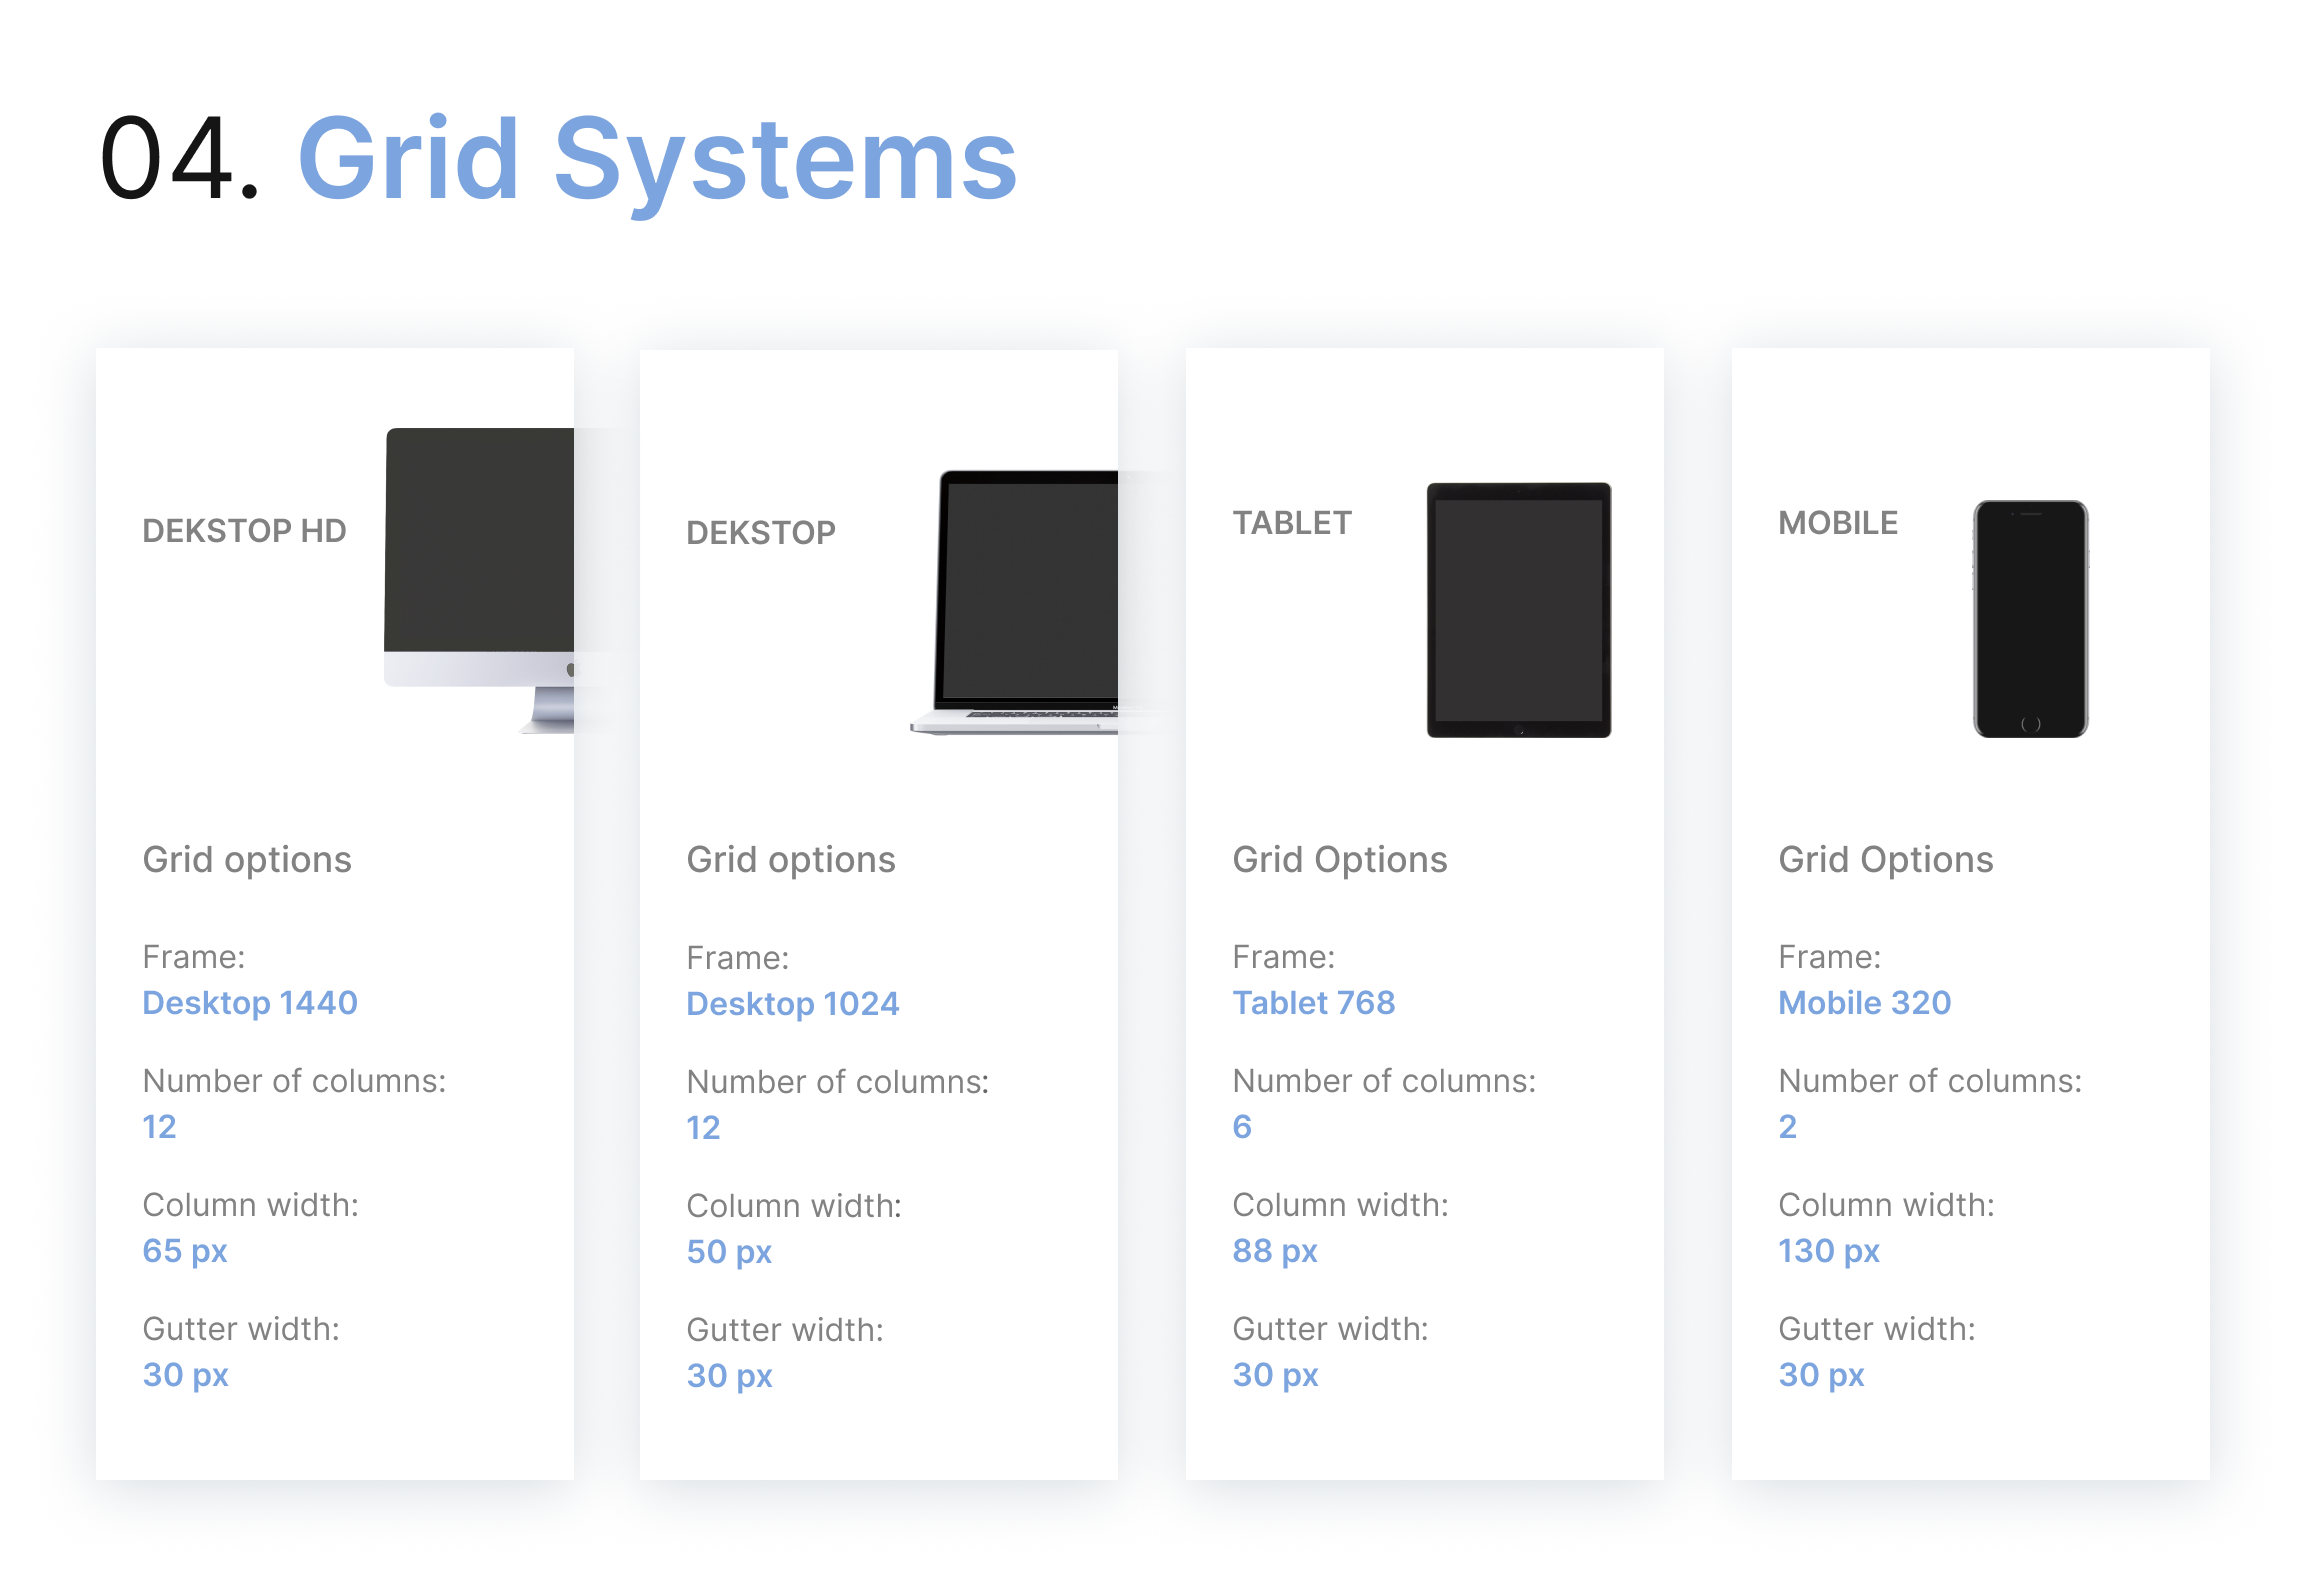 04. Grid Systems
DEKSTOP HD
Grid options
Frame:
Desktop 1440
Number of columns:
12
Column width:
65 px
Gutter width:
30 px
DEKSTOP
Grid options
Frame:
Desktop 1024
Number of columns:
12
Column width:
50 px
Gutter width:
30 px
TABLET
Grid Options
Frame:
Tablet 768
Number of columns:
6
Column width:
88 px
Gutter width:
30 px
MOBILE
Grid Options
Frame:
Mobile 320
Number of columns:
2
Column width:
130 px
Gutter width:
30 px